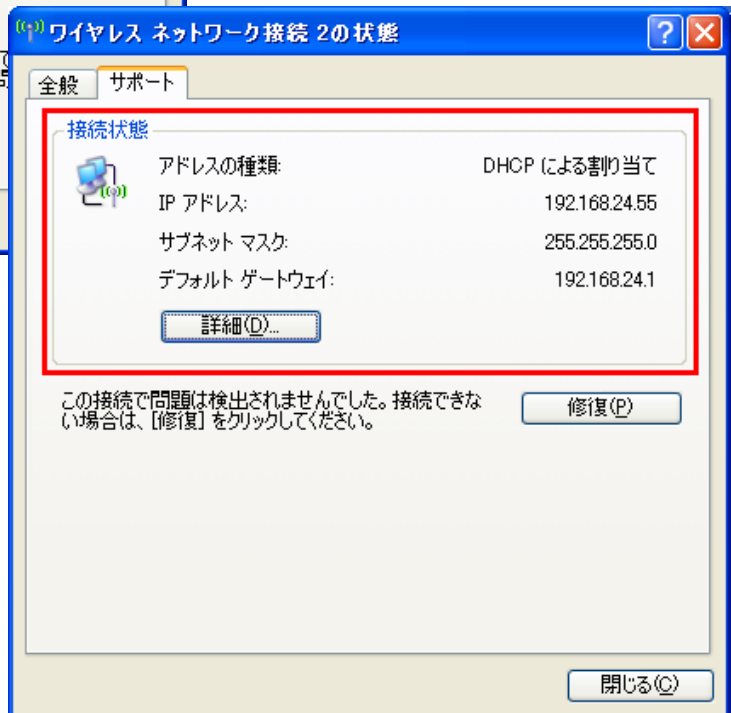 ワイヤレス ネットワーク接続 2の状態
全般
サポート
接続状態
アドレスの種類: DHCP による割り当て
IP アドレス: 192.168.24.55
サブネット マスク: 255.255.255.0
デフォルト ゲートウェイ: 192.168.24.1
詳細(D)...
この接続で問題は検出されませんでした。接続できな
い場合は、[修復] をクリックしてください。
修復(P)
閉じる(C)